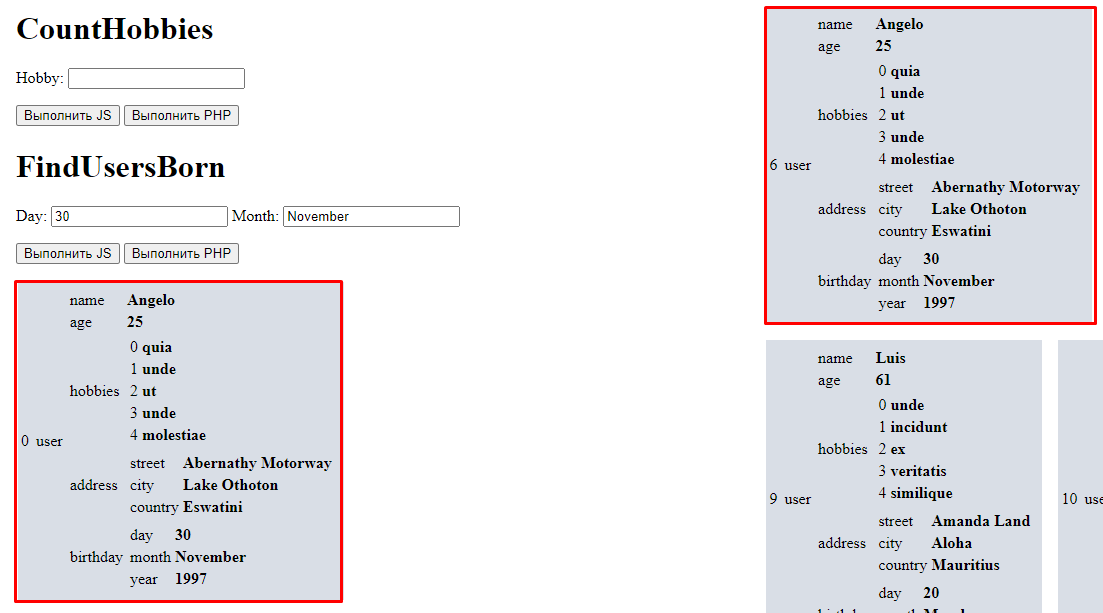 CountHobbies
Hobby:
Выполнить JS Выполнить PHP
FindUsersBorn
Day: 30 Month: November
Выполнить JS Выполнить PHP
name Angelo
age 25
0 quia
1 unde
hobbies 2 ut
3 unde
4 molestiae
0 user
street Abernathy Motorway
address city Lake Othoton
country Eswatini
day 30
birthday month November
year 1997
name Angelo
age 25
0 quia
1 unde
hobbies 2 ut
3 unde
4 molestiae
6 user
street Abernathy Motorway
address city Lake Othoton
country Eswatini
day 30
birthday month November
year 1997
name Luis
age 61
0 unde
1 incidunt
hobbies 2 ex
3 veritatis
4 similique
9 user
street Amanda Land
address city Aloha
country Mauritius
day 20
10 use